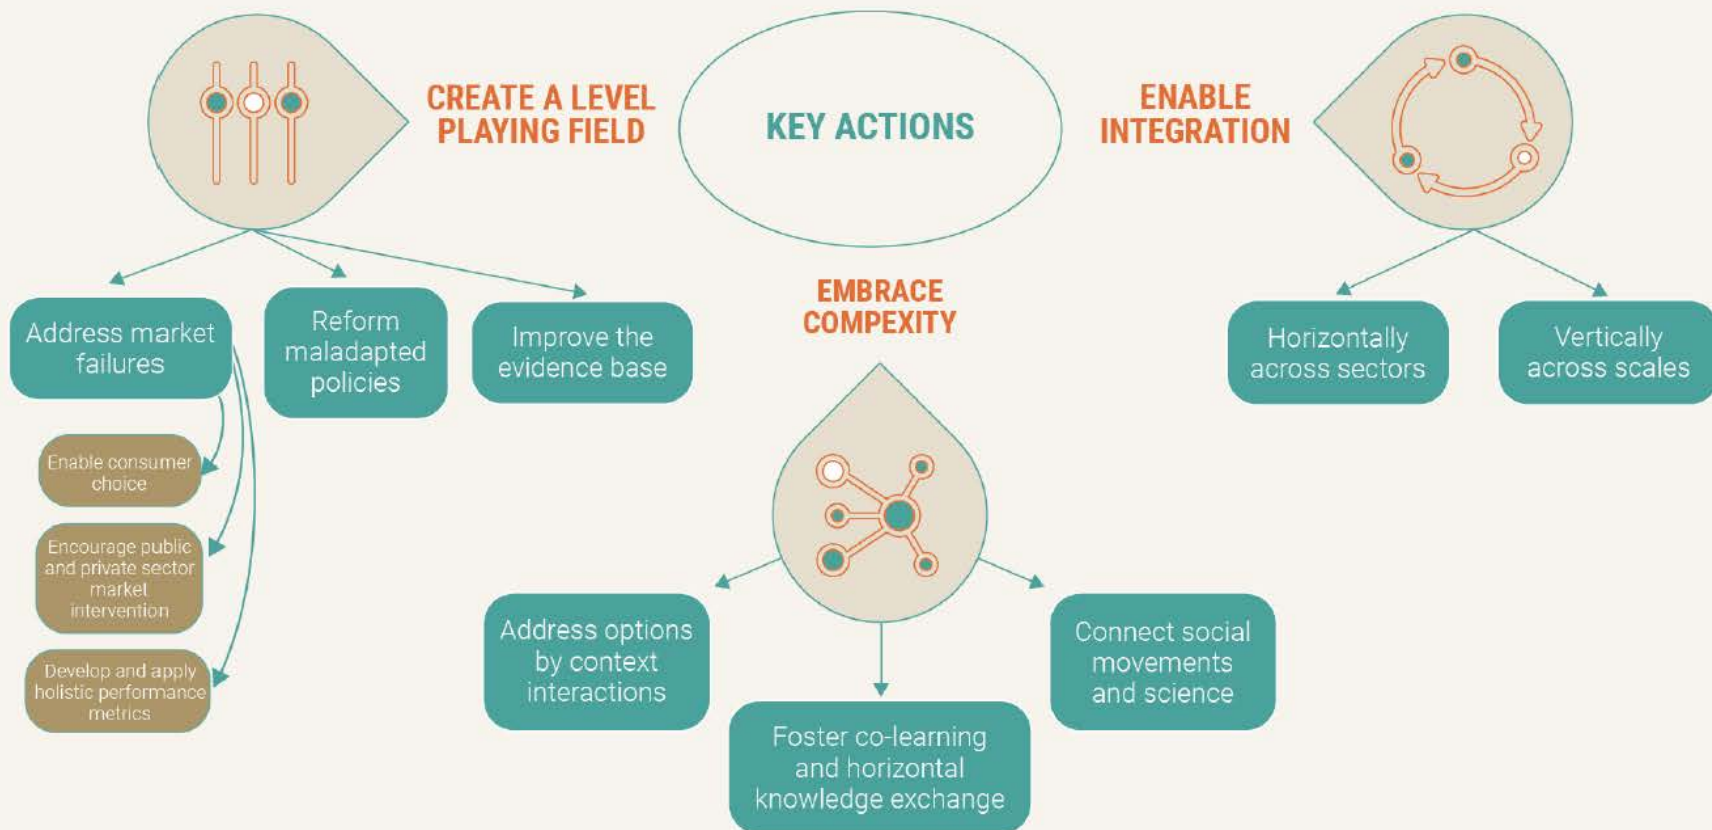 CREATE A LEVEL
PLAYING FIELD
KEY ACTIONS
ENABLE
INTEGRATION
Address market
failures
Reform
maladapted
policies
Improve the
evidence base
Enable consumer
choice
Encourage public
and private sector
market
intervention
Develop and apply
holistic performance
metrics
EMBRACE
COMPEXITY
Address options
by context
interactions
Foster co-learning
and horizontal
knowledge exchange
Connect social
movements
and science
Horizontally
across sectors
Vertically
across scales